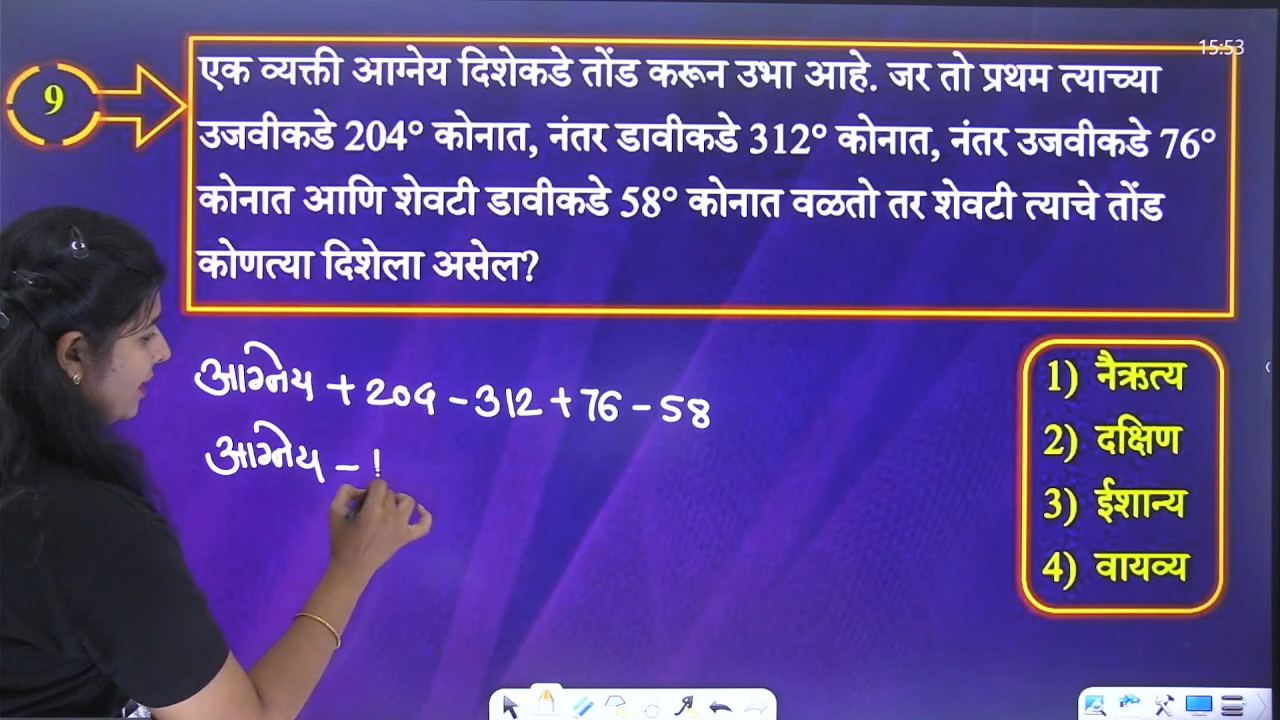 15:53
9
एक व्यक्ती आग्नेय दिशेकडे तोंड करून उभा आहे. जर तो प्रथम त्याच्या
उजवीकडे 204° कोनात, नंतर डावीकडे 312° कोनात, नंतर उजवीकडे 76°
कोनात आणि शेवटी डावीकडे 58° कोनात वळतो तर शेवटी त्याचे तोंड
कोणत्या दिशेला असेल?
आग्नेय + 204 - 312 + 76 - 58
आग्नेय -
1) नैऋत्य
2) दक्षिण
3) ईशान्य
4) वायव्य